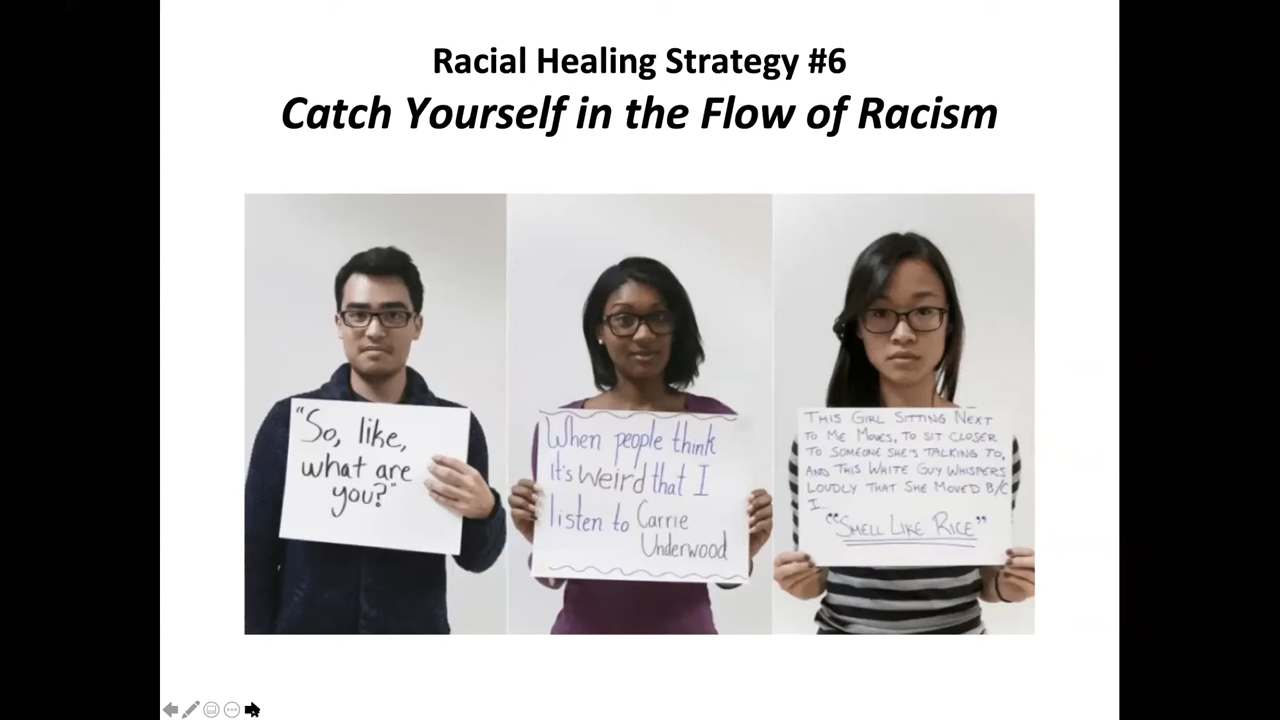 Racial Healing Strategy #6
Catch Yourself in the Flow of Racism
"So, like,
what are
you?"
When people think
It's weird that I
listen to Carrie
Underwood
THIS GIRL SITTING NEXT
TO ME MOVES, TO SIT CLOSER
TO SOMEONE SHE'S TALKING TO,
AND THIS WHITE GUY WHISPERS
LOUDLY THAT SHE MOVED B/C
I...
"SMELL LIKE RICE"